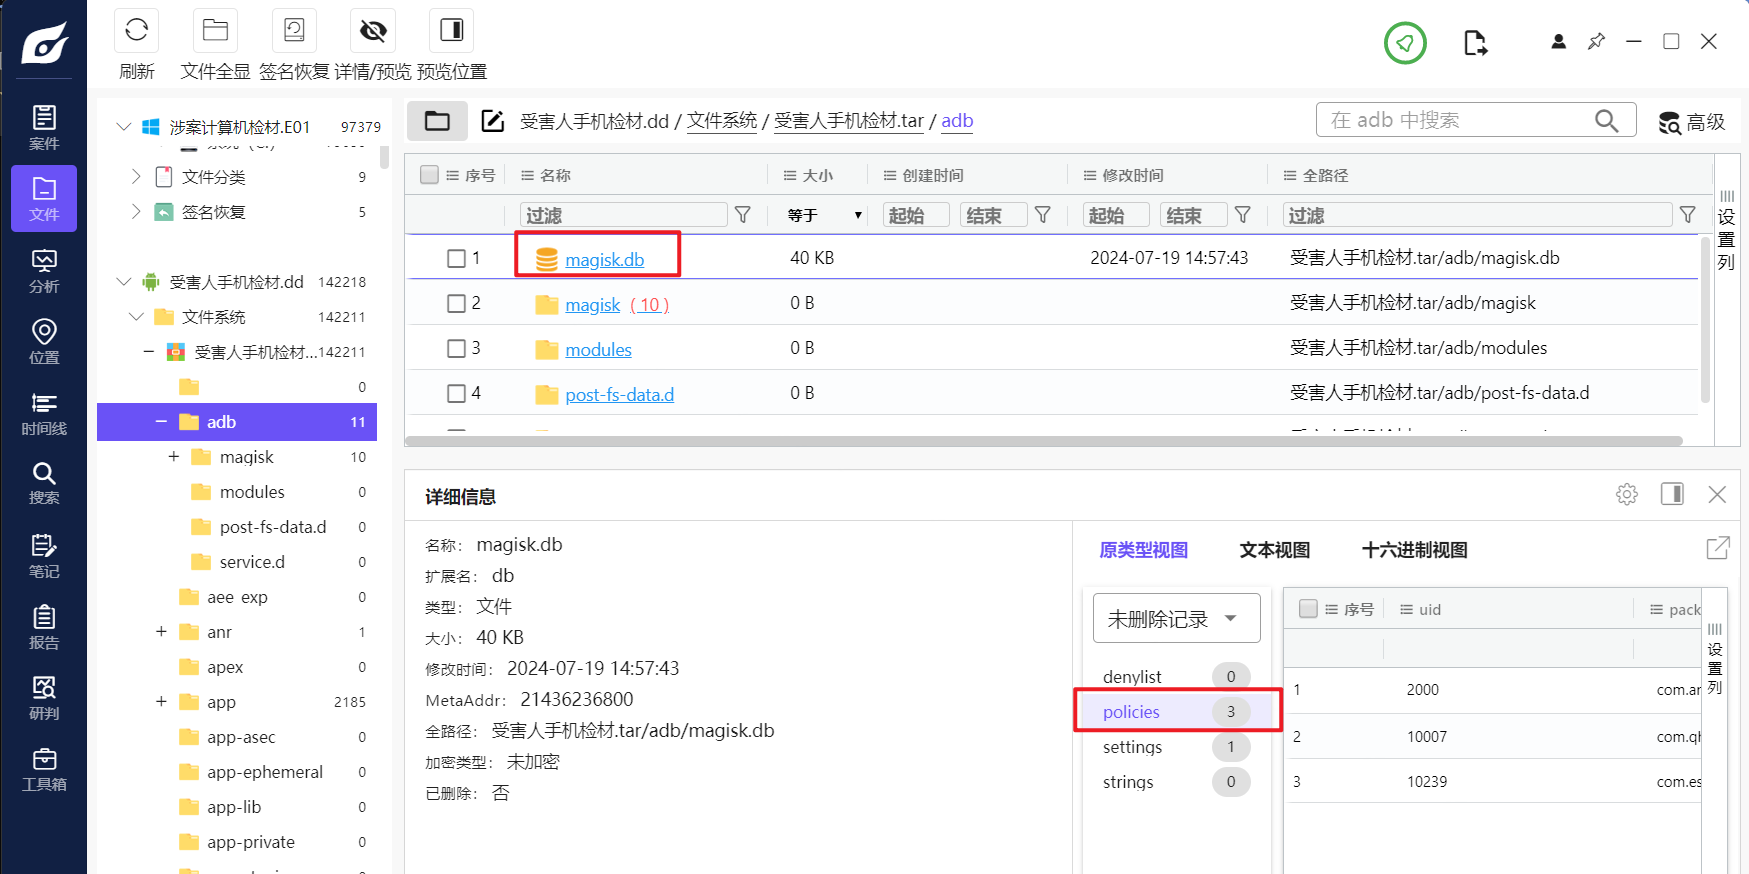 刷新
文件全显
签名恢复
详情/预览
预览位置
案件
文件
分析
位置
时间线
搜索
笔记
报告
研判
工具箱
涉案计算机检材.E01 97379
文件分类 9
签名恢复 5
受害人手机检材.dd 142218
文件系统 142211
受害人手机检材...142211
0
adb 11
magisk 10
modules 0
post-fs-data.d 0
service.d 0
aee exp 0
anr 1
apex 0
app 2185
app-asec 0
app-ephemeral 0
app-lib 0
app-private 0
受害人手机检材.dd / 文件系统 / 受害人手机检材.tar / adb
在 adb 中搜索
高级
序号 名称 大小 创建时间 修改时间 全路径
过滤 等于 起始 结束 起始 结束 过滤
1 magisk.db 40 KB 2024-07-19 14:57:43 受害人手机检材.tar/adb/magisk.db
2 magisk ( 10 ) 0 B 受害人手机检材.tar/adb/magisk
3 modules 0 B 受害人手机检材.tar/adb/modules
4 post-fs-data.d 0 B 受害人手机检材.tar/adb/post-fs-data.d
设置列
详细信息
名称： magisk.db
扩展名： db
类型： 文件
大小： 40 KB
修改时间： 2024-07-19 14:57:43
MetaAddr： 21436236800
全路径： 受害人手机检材.tar/adb/magisk.db
加密类型： 未加密
已删除： 否
原类型视图 文本视图 十六进制视图
未删除记录
denylist 0
policies 3
settings 1
strings 0
序号 uid pack
1 2000 com.ar
2 10007 com.qh
3 10239 com.es
设置列